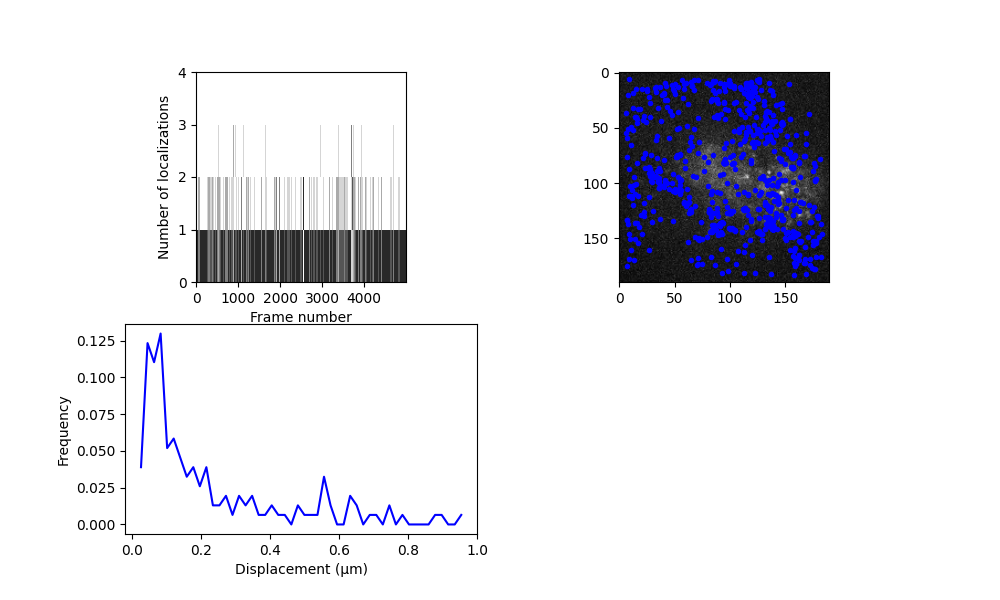 4
3
2
1
0
0 1000 2000 3000 4000
Number of localizations
Frame number
0
50
100
150
0 50 100 150
0.125
0.100
0.075
0.050
0.025
0.000
0.0 0.2 0.4 0.6 0.8 1.0
Frequency
Displacement (µm)